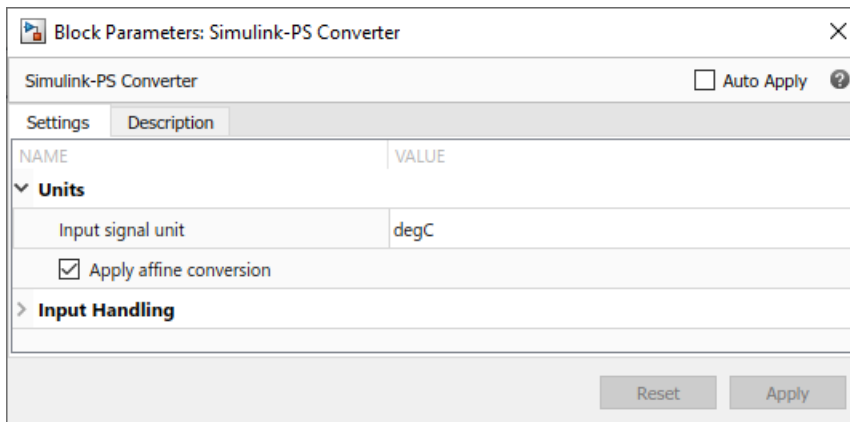 Block Parameters: Simulink-PS Converter
Simulink-PS Converter Auto Apply
Settings Description
NAME VALUE
Units
Input signal unit degC
Apply affine conversion
Input Handling
Reset Apply